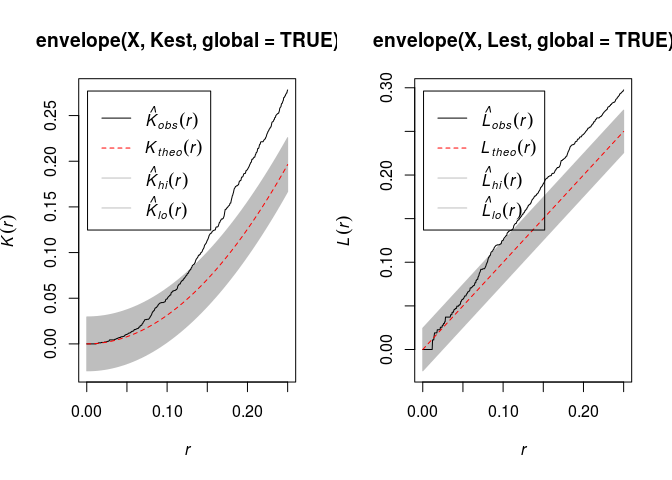 envelope(X, Kest, global = TRUE)
K̂obs(r)
Ktheo(r)
K̂hi(r)
K̂lo(r)
K(r)
0.00 0.05 0.10 0.15 0.20 0.25
0.00 0.10 0.20
r
envelope(X, Lest, global = TRUE)
L̂obs(r)
Ltheo(r)
L̂hi(r)
L̂lo(r)
L(r)
0.00 0.10 0.20 0.30
0.00 0.10 0.20
r